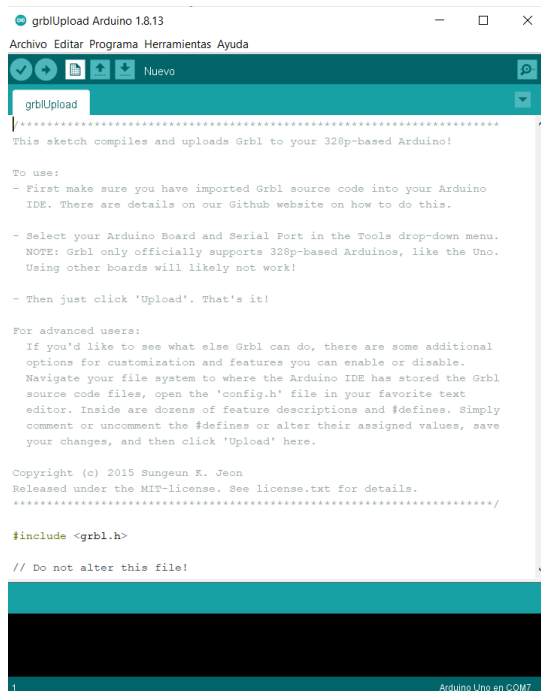 grblUpload Arduino 1.8.13
Archivo Editar Programa Herramientas Ayuda
Nuevo
grblUpload
/***********************************************************************
This sketch compiles and uploads Grbl to your 328p-based Arduino!
To use:
- First make sure you have imported Grbl source code into your Arduino
IDE. There are details on our Github website on how to do this.
- Select your Arduino Board and Serial Port in the Tools drop-down menu.
NOTE: Grbl only officially supports 328p-based Arduinos, like the Uno.
Using other boards will likely not work!
- Then just click 'Upload'. That's it!
For advanced users:
If you'd like to see what else Grbl can do, there are some additional
options for customization and features you can enable or disable.
Navigate your file system to where the Arduino IDE has stored the Grbl
source code files, open the 'config.h' file in your favorite text
editor. Inside are dozens of feature descriptions and #defines. Simply
comment or uncomment the #defines or alter their assigned values, save
your changes, and then click 'Upload' here.
Copyright (c) 2015 Sungeun K. Jeon
Released under the MIT-license. See license.txt for details.
***********************************************************************/
#include <grbl.h>
// Do not alter this file!
1
Arduino Uno en COM7